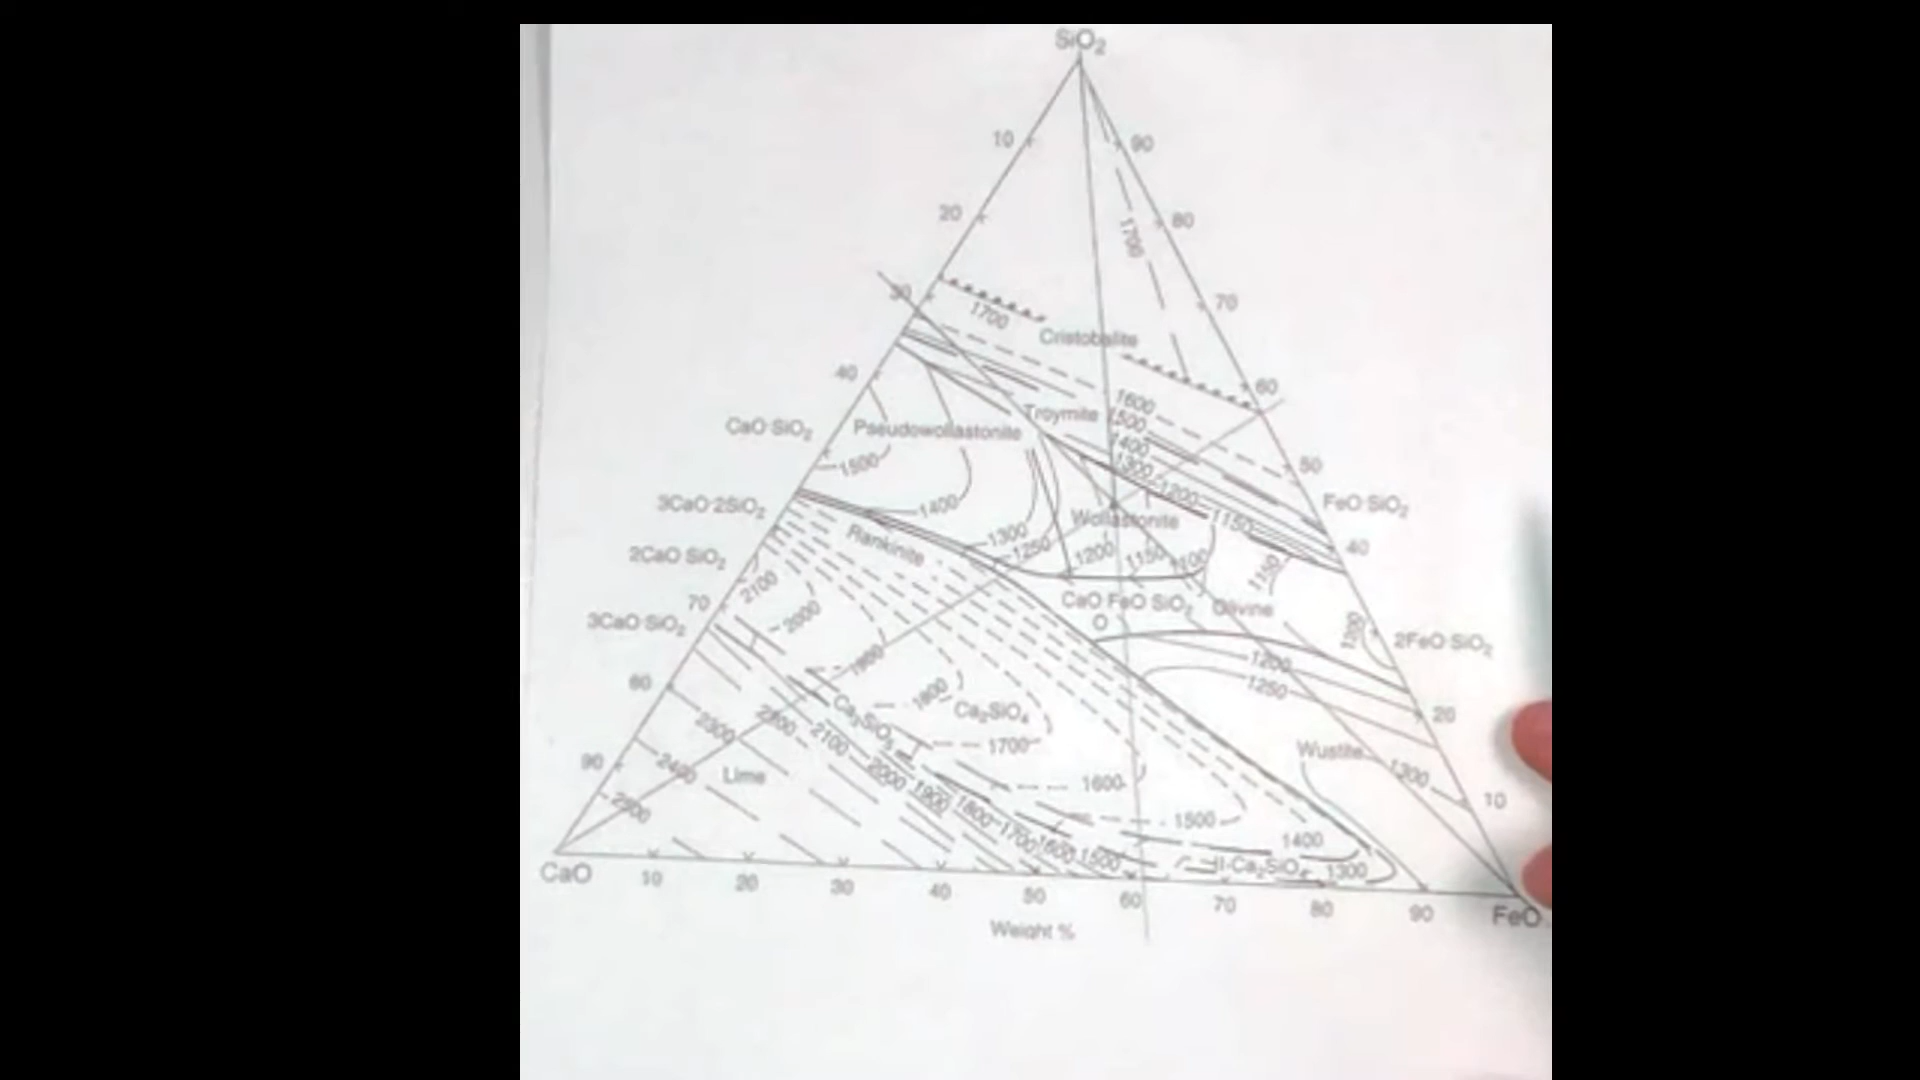 SiO2
10
90
20
80
1700
70
30
1700
Cristobalite
40
60
1600
Troymite
1500
CaO SiO2
Pseudowollastonite
1400
1500
1300
50
1200
FeO SiO2
3CaO 2SiO2
1400
Wollastonite
1150
Rankinite
1300
40
1250
1200
1150
1100
2CaO SiO2
1150
2100
70
2000
CaO FeO SiO2
Olivine
3CaO SiO2
O
1200
2FeO SiO2
1900
1200
60
1800
1250
Ca3SiO5
Ca2SiO4
20
2300
2200
2100
1700
Wustite
90
2400
Lime
2000
1600
1300
1900
10
2500
1800
1500
1700
1600
1500
1400
II-Ca2SiO4
1300
CaO
10
20
30
40
50
60
70
80
90
FeO
Weight %